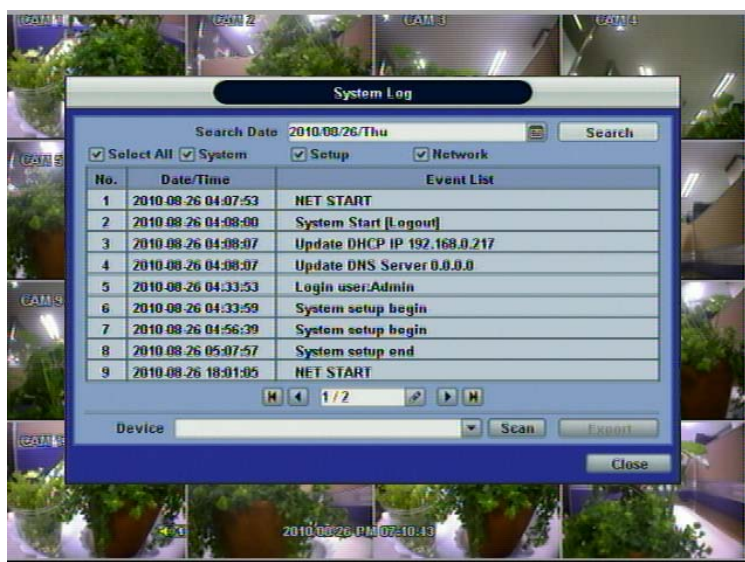 CAM 1 CAM 2 CAM 3 CAM 4
System Log
Search Date 2010/08/26/Thu Search
Select All System Setup Network
CAM 5
No. Date/Time Event List
1 2010-08-26 04:07:53 NET START
2 2010-08-26 04:08:00 System Start [Logout]
3 2010-08-26 04:08:07 Update DHCP IP 192.168.0.217
4 2010-08-26 04:08:07 Update DNS Server 0.0.0.0
5 2010-08-26 04:33:53 Login user:Admin
CAM 9
6 2010-08-26 04:33:59 System setup begin
7 2010-08-26 04:56:39 System setup begin
8 2010-08-26 05:07:57 System setup end
9 2010-08-26 18:01:05 NET START
1 / 2
Device Scan Export
CAM
Close
2010/08/26 PM 07:10:43